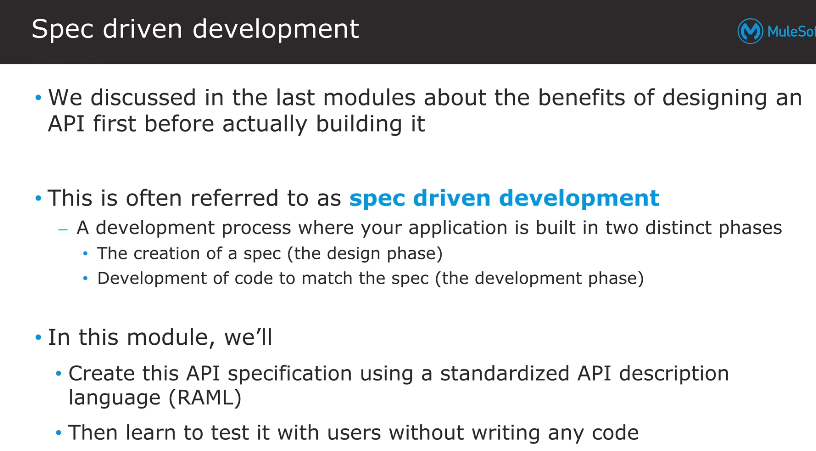 Spec driven development
MuleSof
• We discussed in the last modules about the benefits of designing an
API first before actually building it
• This is often referred to as spec driven development
– A development process where your application is built in two distinct phases
• The creation of a spec (the design phase)
• Development of code to match the spec (the development phase)
• In this module, we’ll
• Create this API specification using a standardized API description
language (RAML)
• Then learn to test it with users without writing any code